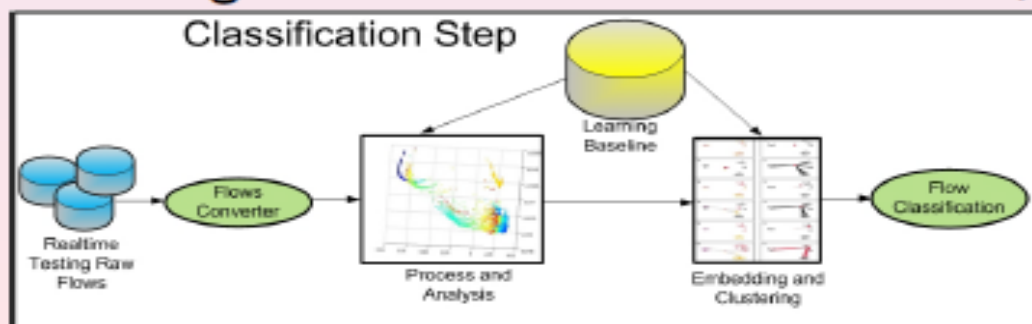 Classification Step
Learning
Baseline
Flows
Converter
Flow
Classification
Realtime
Testing Raw
Flows
Process and
Analysis
Embedding and
Clustering